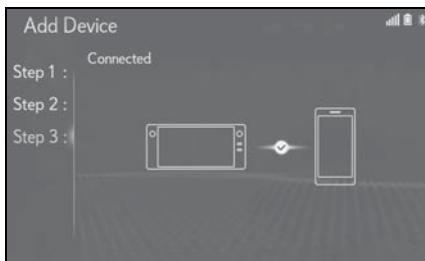 Add Device
Connected
Step 1 :
Step 2 :
Step 3 :